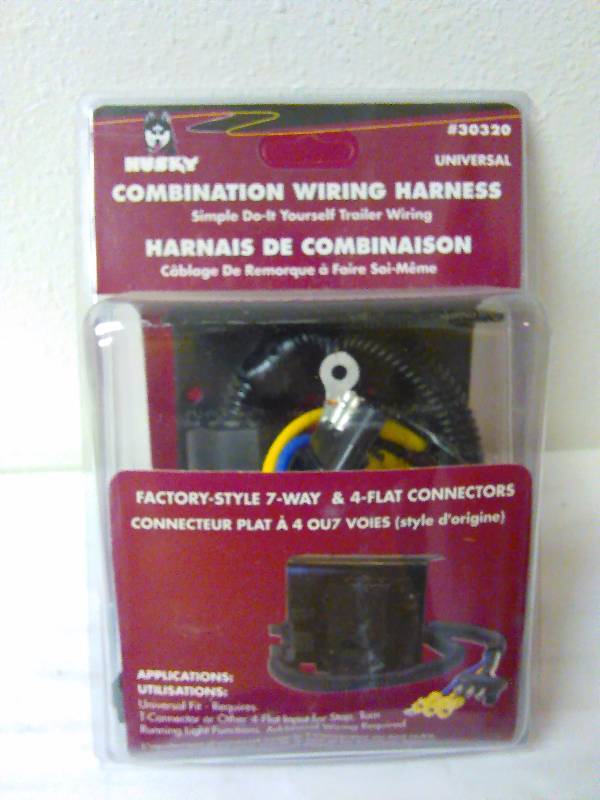 #30320
HUSKY
UNIVERSAL
COMBINATION WIRING HARNESS
Simple Do-It Yourself Trailer Wiring
HARNAIS DE COMBINAISON
Câblage De Remorque à Faire Soi-Même
FACTORY-STYLE 7-WAY & 4-FLAT CONNECTORS
CONNECTEUR PLAT À 4 OU7 VOIES (style d'origine)
APPLICATIONS:
UTILISATIONS:
Universal Fit - Requires
T-Connector or Other 4-Flat Input for Stop, Turn
Running Light Functions. Additional Wiring Required